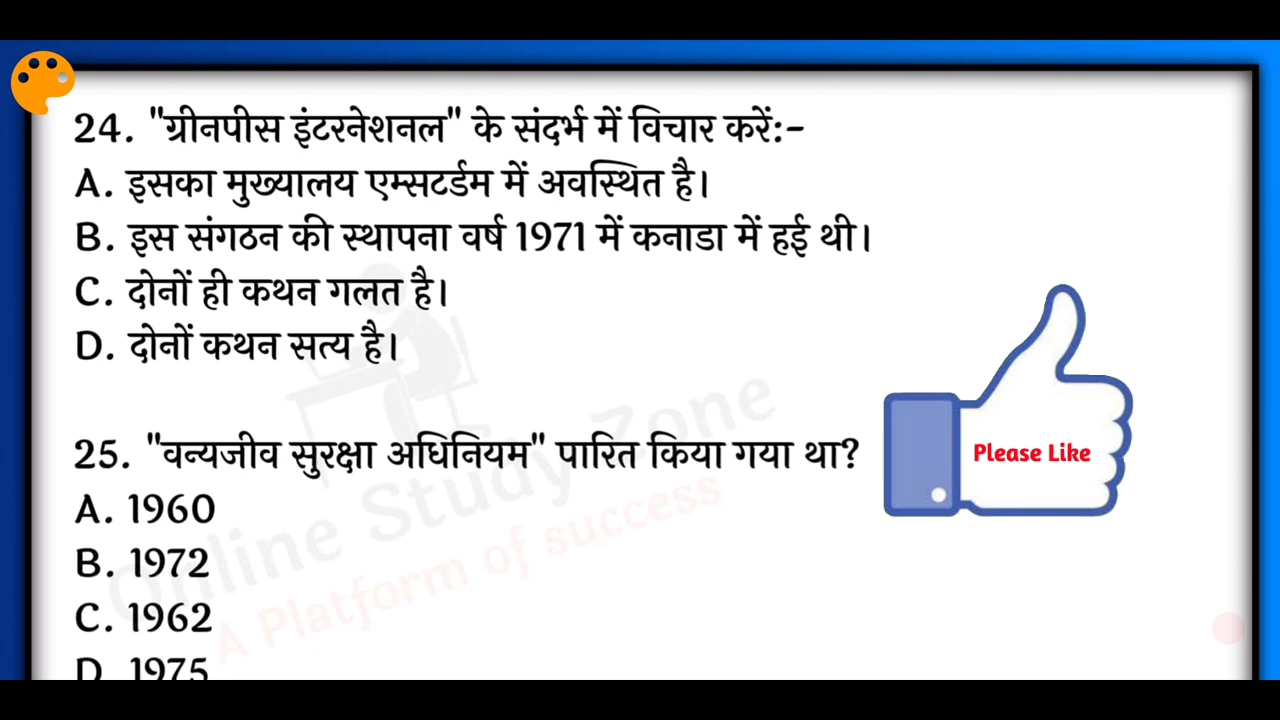 24. "ग्रीनपीस इंटरनेशनल" के संदर्भ में विचार करें:-
A. इसका मुख्यालय एम्सटर्डम में अवस्थित है।
B. इस संगठन की स्थापना वर्ष 1971 में कनाडा में हई थी।
C. दोनों ही कथन गलत है।
D. दोनों कथन सत्य है।
25. "वन्यजीव सुरक्षा अधिनियम" पारित किया गया था?
Please Like
A. 1960
B. 1972
C. 1962
D. 1975
Online Study Zone
A Platform of success